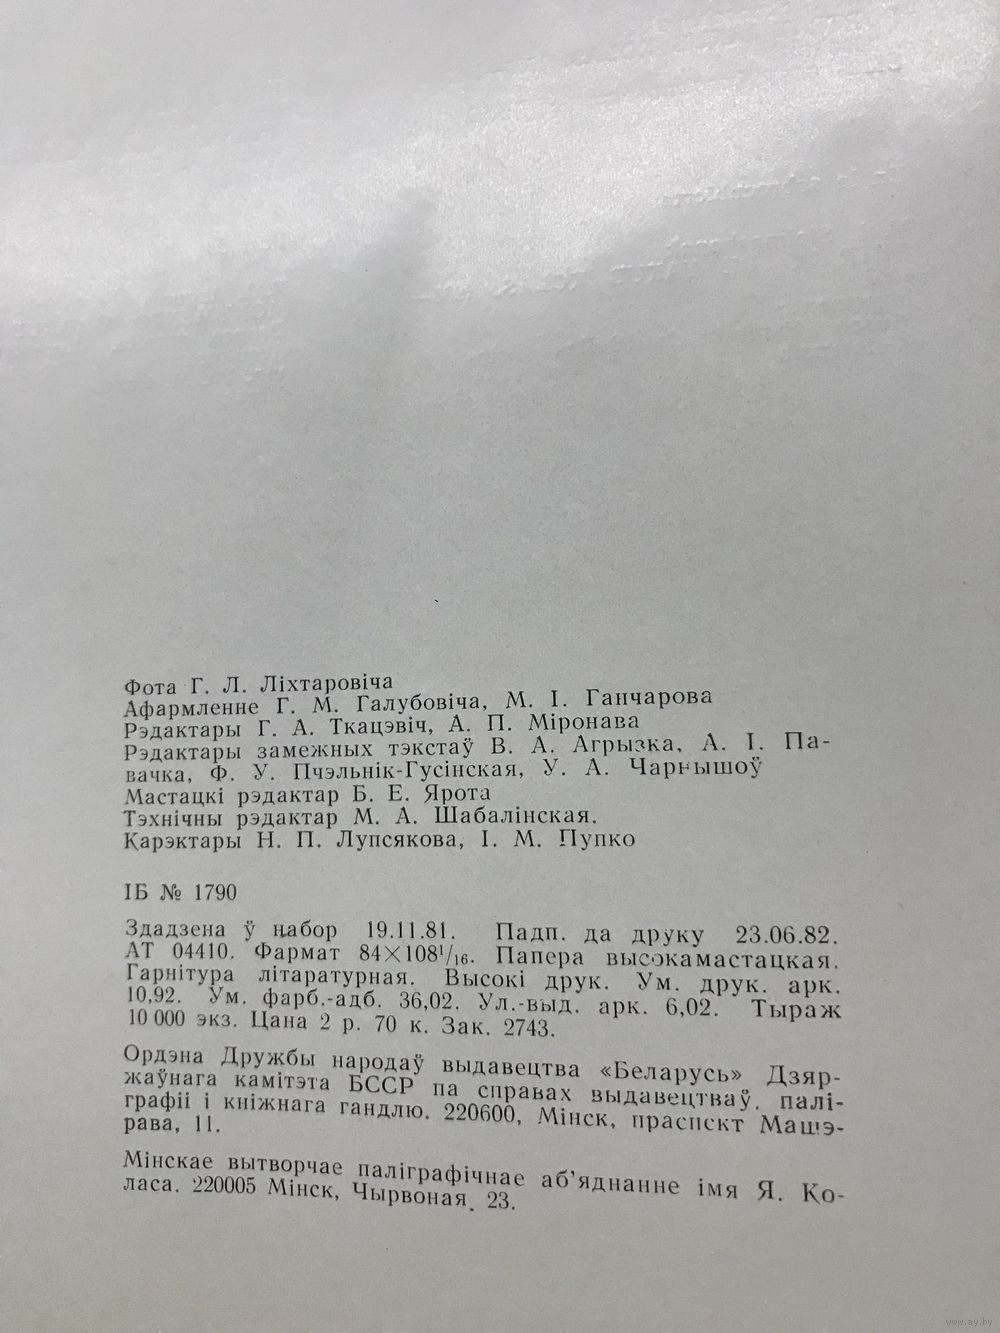 Фота Г. Л. Ліхтаровіча
Афармленне Г. М. Галубовіча, М. І. Ганчарова
Рэдактары Г. А. Ткацэвіч, А. П. Міронава
Рэдактары замежных тэкстаў В. А. Агрызка, А. І. Па-
вачка, Ф. У. Пчэльнік-Гусінская, У. А. Чарнышоў
Мастацкі рэдактар Б. Е. Ярота
Тэхнічны рэдактар М. А. Шабалінская.
Карэктары Н. П. Лупсякова, І. М. Пупко
ІБ № 1790
Здадзена ў набор 19.11.81. Падп. да друку 23.06.82.
АТ 04410. Фармат 84×108¹/₁₆. Папера высокамастацкая.
Гарнітура літаратурная. Высокі друк. Ум. друк. арк.
10,92. Ум. фарб.-адб. 36,02. Ул.-выд. арк. 6,02. Тыраж
10 000 экз. Цана 2 р. 70 к. Зак. 2743.
Ордэна Дружбы народаў выдавецтва «Беларусь» Дзяр-
жаўнага камітэта БССР па справах выдавецтваў, палі-
графіі і кніжнага гандлю. 220600, Мінск, праспект Машэ-
рава, 11.
Мінскае вытворчае паліграфічнае аб'яднанне імя Я. Ко-
ласа. 220005 Мінск, Чырвоная, 23.
www.ay.by